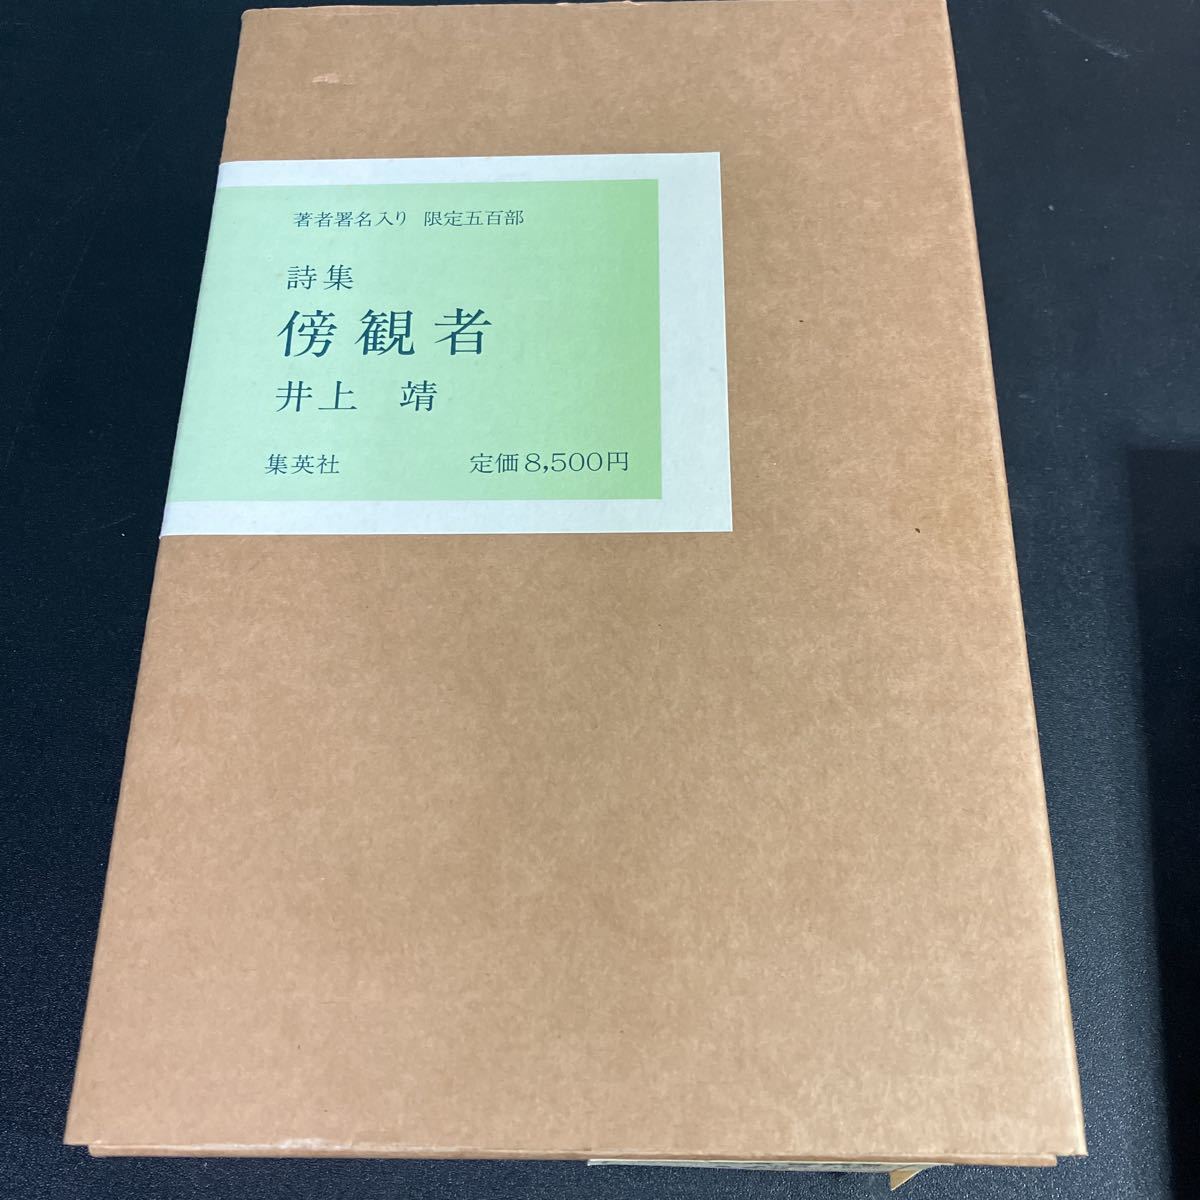 著者署名入り 限定五百部
詩集
傍観者
井上 靖
集英社 定価8,500円